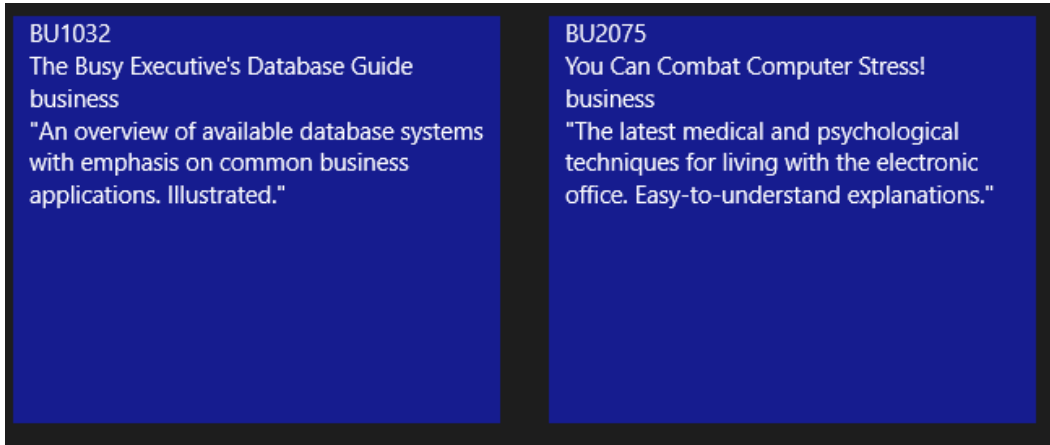 BU1032
The Busy Executive's Database Guide
business
"An overview of available database systems
with emphasis on common business
applications. Illustrated."
BU2075
You Can Combat Computer Stress!
business
"The latest medical and psychological
techniques for living with the electronic
office. Easy-to-understand explanations."